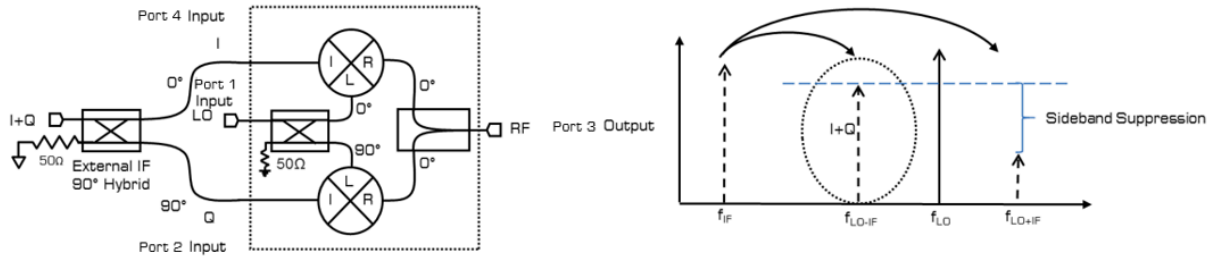 Port 4 Input
I
0°
Port 1
Input
LO
I+Q
50Ω
External IF
90° Hybrid
90°
Q
Port 2 Input
I
R
L
0°
0°
50Ω
90°
L
I
R
0°
RF
Port 3 Output
I+Q
Sideband Suppression
fIF
fLO-IF
fLO
fLO+IF